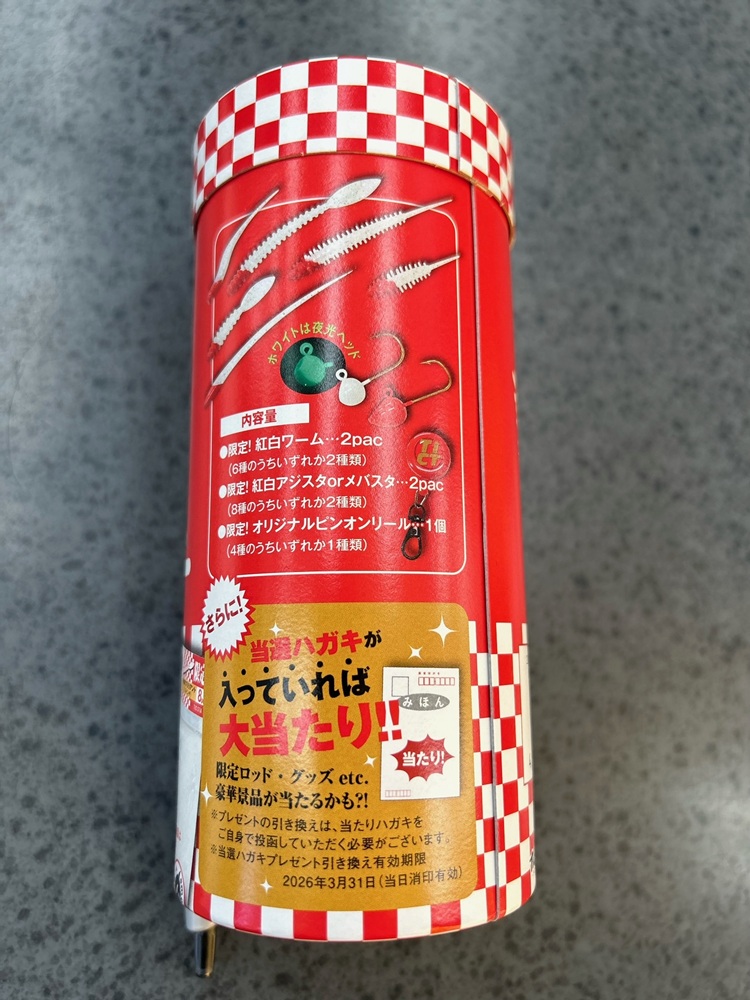 ホワイトは夜光ヘッド
内容量
●限定! 紅白ワーム…2pac
(6種のうちいずれか2種類)
●限定! 紅白アジスタorメバスタ…2pac
(8種のうちいずれか2種類)
●限定! オリジナルピンオンリール…1個
(4種のうちいずれか1種類)
TICT
さらに!
当選ハガキが
入っていれば
大当たり!!
みほん
当たり!
限定ロッド・グッズ etc.
豪華景品が当たるかも?!
※プレゼントの引き換えは、当たりハガキを
ご自身で投函していただく必要がございます。
※当選ハガキプレゼント引き換え有効期限
2026年3月31日(当日消印有効)